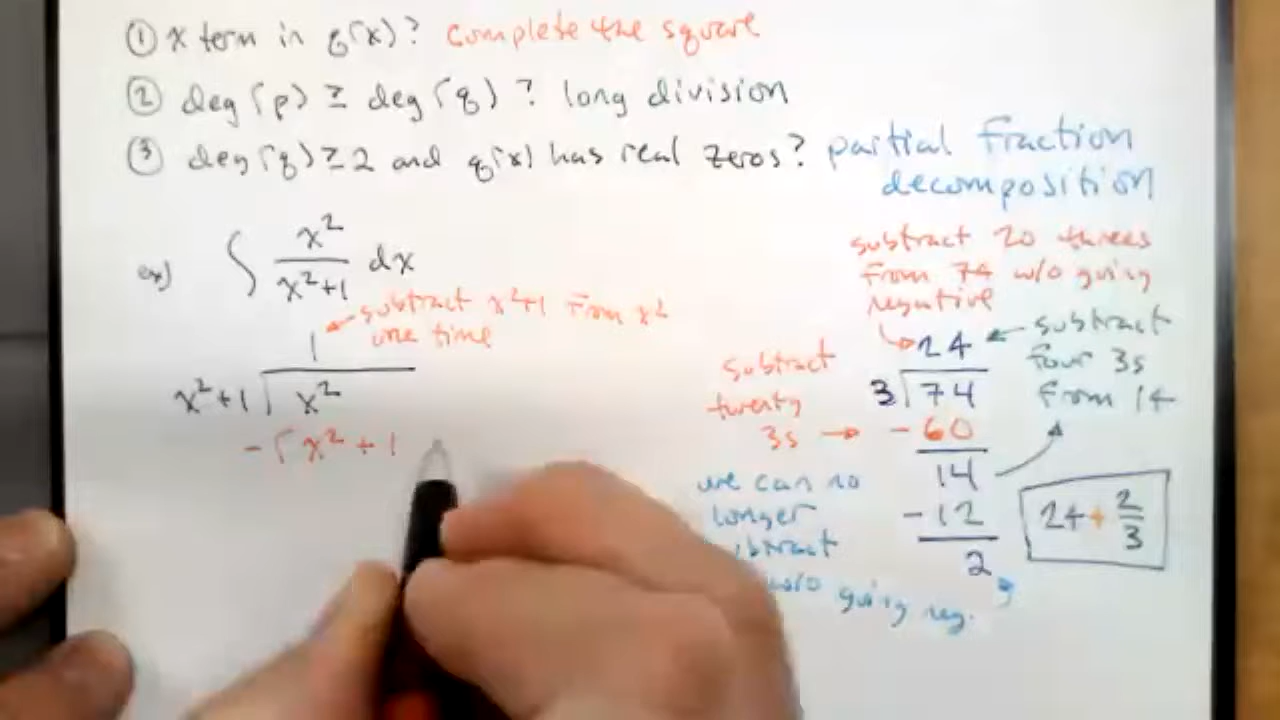 ① x term in q(x)? complete the square
② deg(p) ≥ deg(q)? long division
③ deg(q) ≥ 2 and q(x) has real zeros? partial fraction
decomposition
ex) ∫ x²/(x²+1) dx
subtract x²+1 from x²
one time
1
x²+1 ⟌ x²
-(x² + 1
subtract 20 threes
from 74 w/o going
negative
24
3 ⟌ 74
-60
14
-12
2
subtract
four 3s
from 14
subtract
twenty
3s →
we can no
longer
subtract
w/o going neg.
24 + 2/3